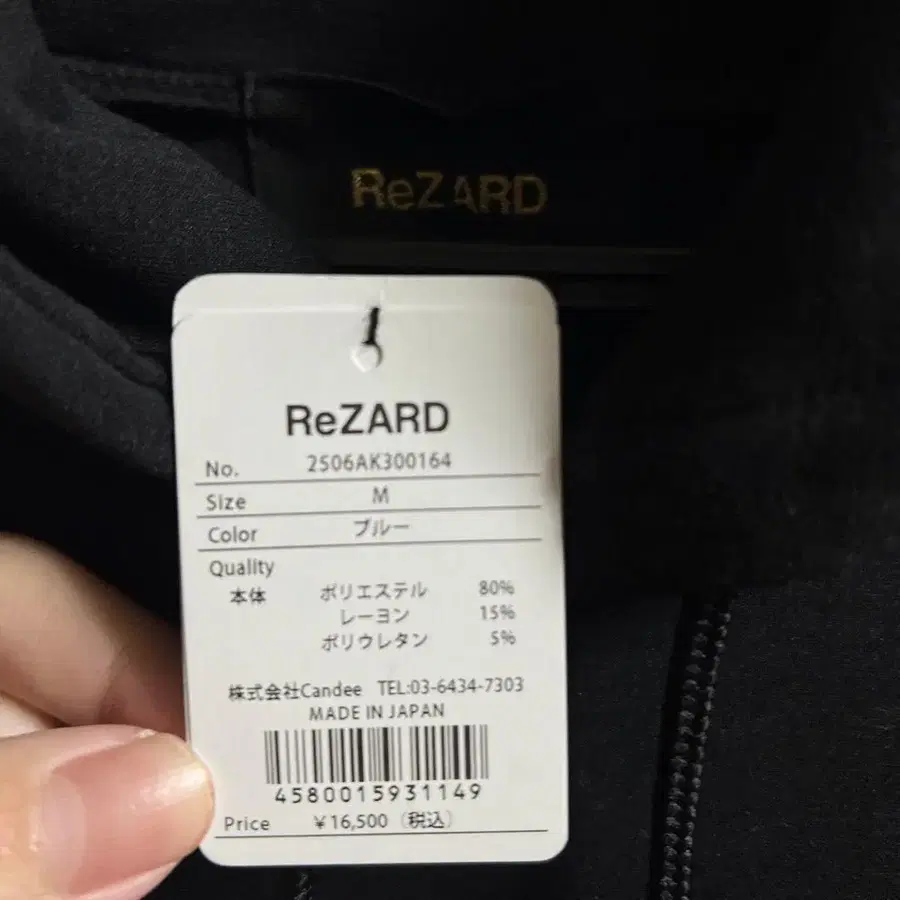 ReZARD
ReZARD
No. 2506AK300164
Size M
Color ブルー
Quality
本体 ポリエステル 80%
レーヨン 15%
ポリウレタン 5%
株式会社Candee TEL:03-6434-7303
MADE IN JAPAN
4580015931149
Price ¥16,500（税込）